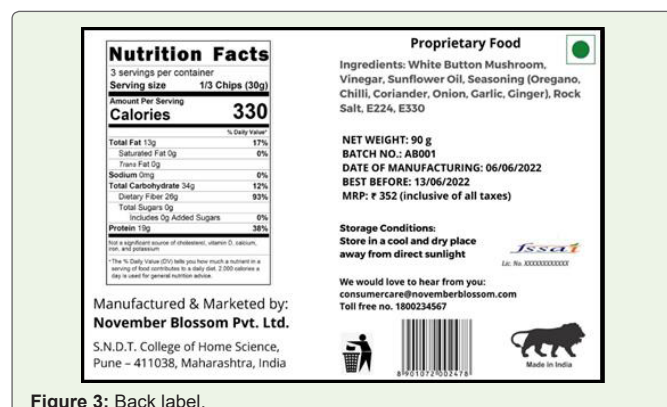 Nutrition Facts
3 servings per container
Serving size 1/3 Chips (30g)
Amount Per Serving
Calories 330
% Daily Value*
Total Fat 13g 17%
Saturated Fat 0g 0%
Trans Fat 0g
Sodium 0mg 0%
Total Carbohydrate 34g 12%
Dietary Fiber 26g 93%
Total Sugars 0g
Includes 0g Added Sugars 0%
Protein 19g 38%
Not a significant source of cholesterol, vitamin D, calcium,
iron, and potassium
*The % Daily Value (DV) tells you how much a nutrient in a
serving of food contributes to a daily diet. 2,000 calories a
day is used for general nutrition advice.
Manufactured & Marketed by:
November Blossom Pvt. Ltd.
S.N.D.T. College of Home Science,
Pune – 411038, Maharashtra, India
Proprietary Food
Ingredients: White Button Mushroom,
Vinegar, Sunflower Oil, Seasoning (Oregano,
Chilli, Coriander, Onion, Garlic, Ginger), Rock
Salt, E224, E330
NET WEIGHT: 90 g
BATCH NO.: AB001
DATE OF MANUFACTURING: 06/06/2022
BEST BEFORE: 13/06/2022
MRP: ₹ 352 (inclusive of all taxes)
Storage Conditions:
Store in a cool and dry place
away from direct sunlight
fssai
Lic. No. XXXXXXXXXXXX
We would love to hear from you:
consumercare@novemberblossom.com
Toll free no. 1800234567
8 901072 002478
Made in India
Figure 3: Back label.